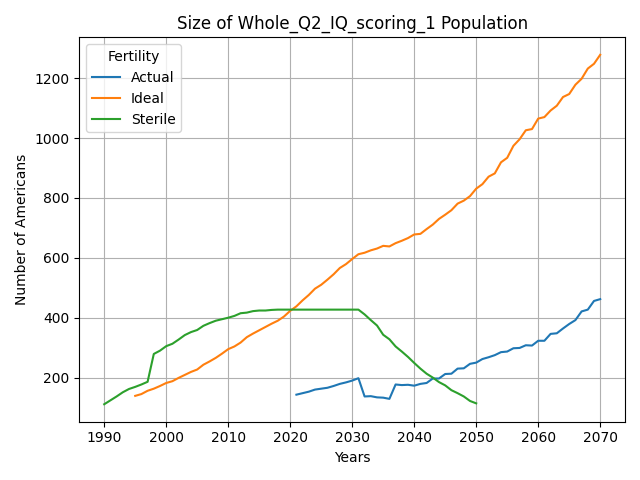 Size of Whole_Q2_IQ_scoring_1 Population
Fertility
Actual
Ideal
Sterile
Number of Americans
1200
1000
800
600
400
200
1990 2000 2010 2020 2030 2040 2050 2060 2070
Years